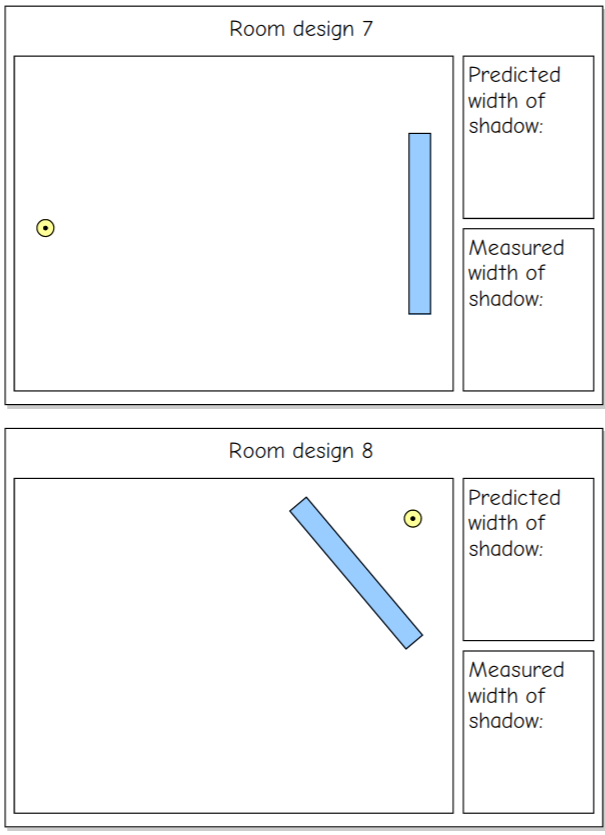 Room design 7
Predicted
width of
shadow:
Measured
width of
shadow:
Room design 8
Predicted
width of
shadow:
Measured
width of
shadow: